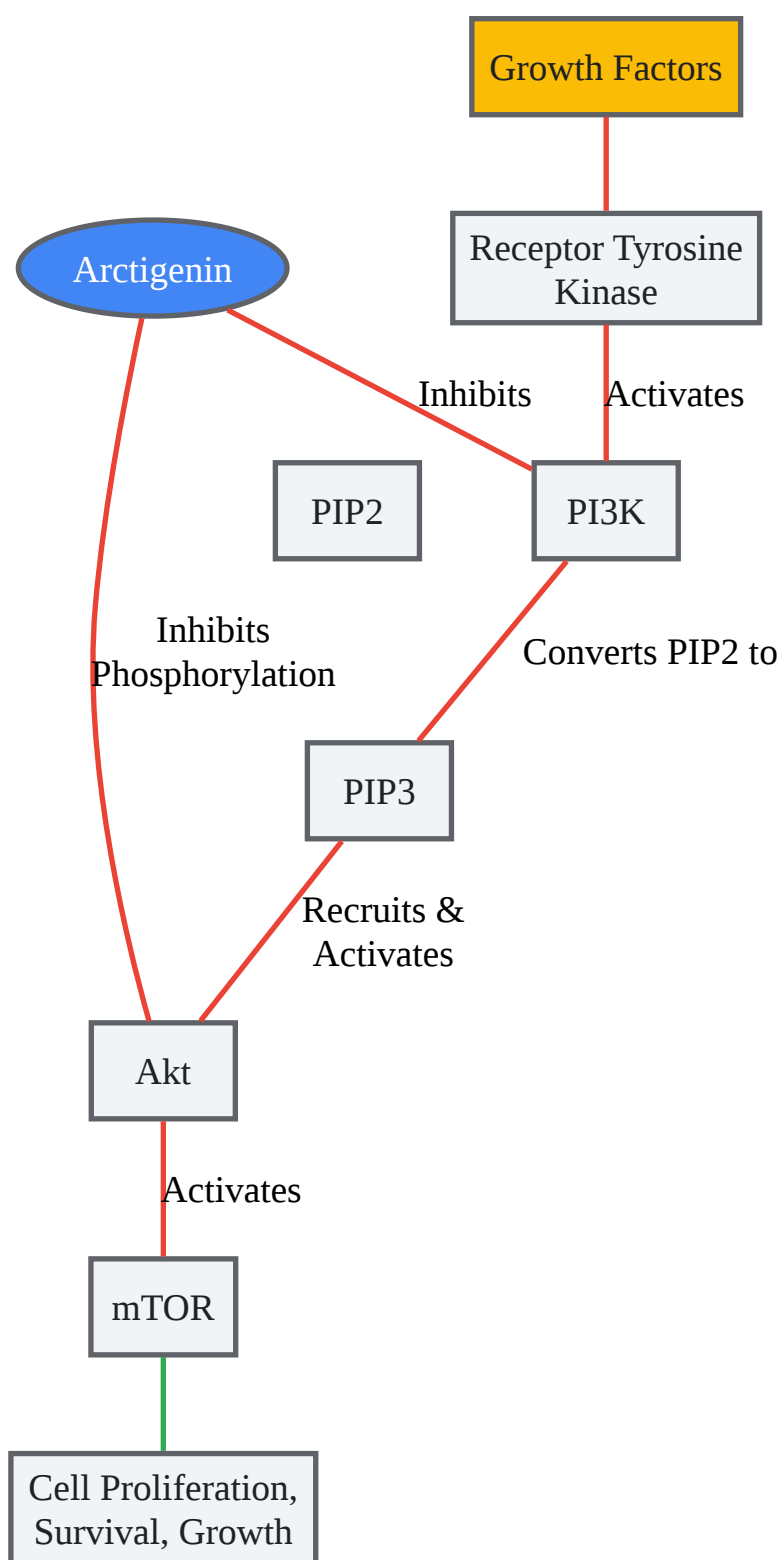 Growth Factors
Arctigenin
Receptor Tyrosine
Kinase
Inhibits
Activates
PIP2
PI3K
Inhibits
Phosphorylation
Converts PIP2 to
PIP3
Recruits &
Activates
Akt
Activates
mTOR
Cell Proliferation,
Survival, Growth